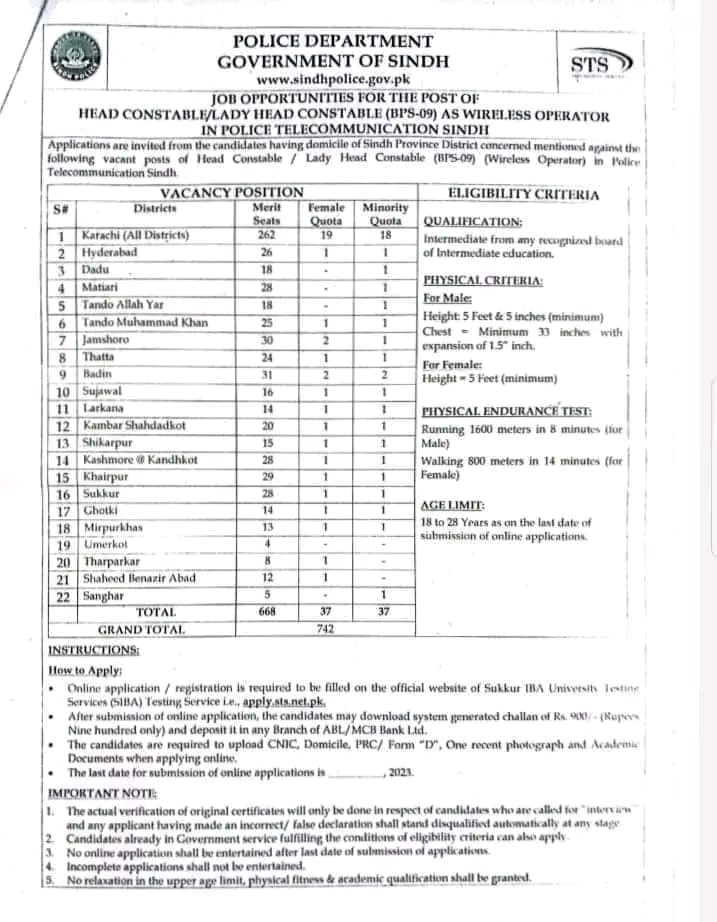 POLICE DEPARTMENT
GOVERNMENT OF SINDH
www.sindhpolice.gov.pk
STS
JOB OPPORTUNITIES FOR THE POST OF
HEAD CONSTABLE/LADY HEAD CONSTABLE (BPS-09) AS WIRELESS OPERATOR
IN POLICE TELECOMMUNICATION SINDH
Applications are invited from the candidates having domicile of Sindh Province District concerned mentioned against the
following vacant posts of Head Constable / Lady Head Constable (BPS-09) (Wireless Operator) in Police
Telecommunication Sindh
VACANCY POSITION
S# Districts Merit Seats Female Quota Minority Quota
1 Karachi (All Districts) 262 19 18
2 Hyderabad 26 1 1
3 Dadu 18 - 1
4 Matiari 28 - 1
5 Tando Allah Yar 18 - 1
6 Tando Muhammad Khan 25 1 1
7 Jamshoro 30 2 1
8 Thatta 24 1 1
9 Badin 31 2 2
10 Sujawal 16 1 1
11 Larkana 14 1 1
12 Kambar Shahdadkot 20 1 1
13 Shikarpur 15 1 1
14 Kashmore @ Kandhkot 28 1 1
15 Khairpur 29 1 1
16 Sukkur 28 1 1
17 Ghotki 14 1 1
18 Mirpurkhas 13 1 1
19 Umerkot 4 - -
20 Tharparkar 8 1 -
21 Shaheed Benazir Abad 12 1 -
22 Sanghar 5 - 1
TOTAL 668 37 37
GRAND TOTAL 742
ELIGIBILITY CRITERIA
QUALIFICATION:
Intermediate from any recognized board
of Intermediate education.
PHYSICAL CRITERIA:
For Male:
Height: 5 Feet & 5 inches (minimum)
Chest = Minimum 33 inches with
expansion of 1.5" inch.
For Female:
Height = 5 Feet (minimum)
PHYSICAL ENDURANCE TEST:
Running 1600 meters in 8 minutes (for
Male)
Walking 800 meters in 14 minutes (for
Female)
AGE LIMIT:
18 to 28 Years as on the last date of
submission of online applications.
INSTRUCTIONS:
How to Apply:
• Online application / registration is required to be filled on the official website of Sukkur IBA University Testing
Services (SIBA) Testing Service i.e., apply.sts.net.pk.
• After submission of online application, the candidates may download system generated challan of Rs. 900/- (Rupees
Nine hundred only) and deposit it in any Branch of ABL/MCB Bank Ltd.
• The candidates are required to upload CNIC, Domicile, PRC/ Form "D", One recent photograph and Academic
Documents when applying online.
• The last date for submission of online applications is ________, 2023.
IMPORTANT NOTE:
1. The actual verification of original certificates will only be done in respect of candidates who are called for "interview"
and any applicant having made an incorrect/ false declaration shall stand disqualified automatically at any stage
2. Candidates already in Government service fulfilling the conditions of eligibility criteria can also apply.
3. No online application shall be entertained after last date of submission of applications.
4. Incomplete applications shall not be entertained.
5. No relaxation in the upper age limit, physical fitness & academic qualification shall be granted.